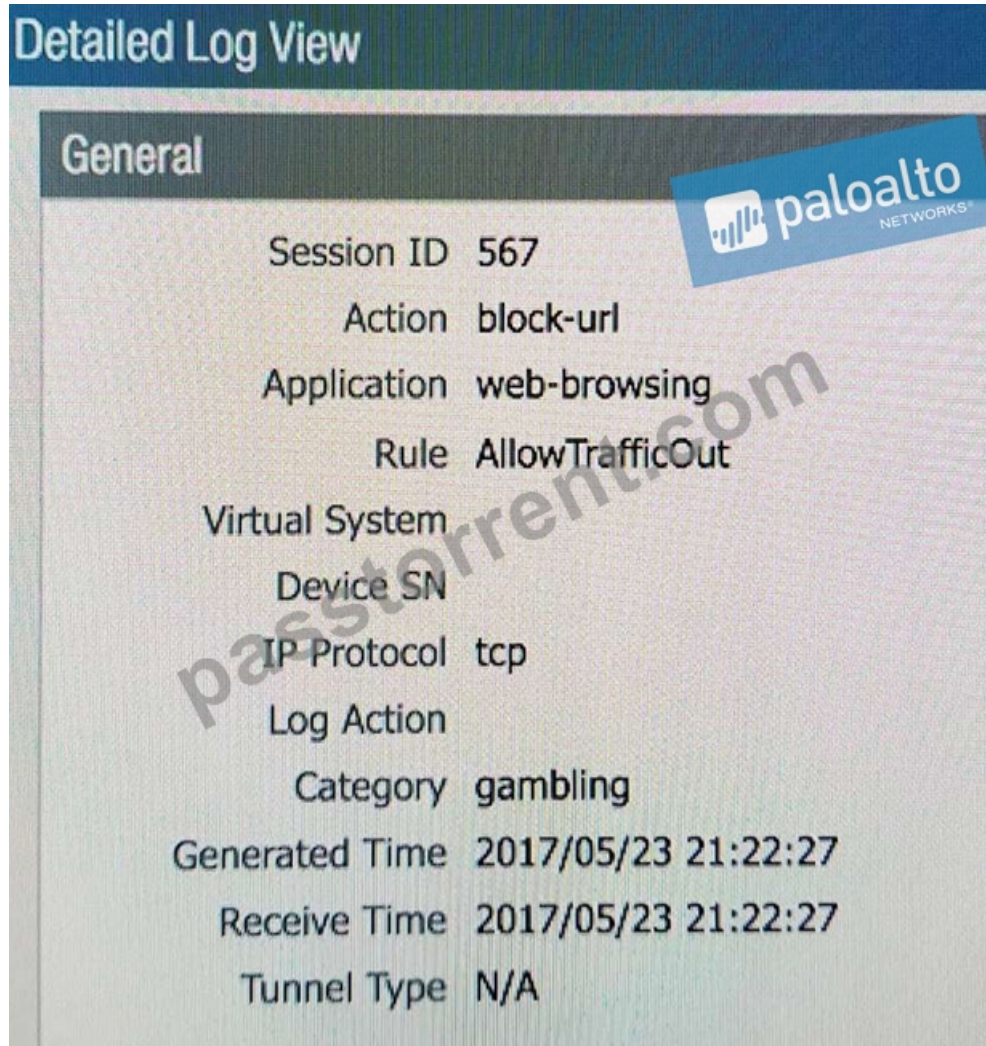 Detailed Log View
General
paloalto
NETWORKS®
Session ID 567
Action block-url
Application web-browsing
Rule AllowTrafficOut
Virtual System
Device SN
IP Protocol tcp
Log Action
Category gambling
Generated Time 2017/05/23 21:22:27
Receive Time 2017/05/23 21:22:27
Tunnel Type N/A
passtorrent.com